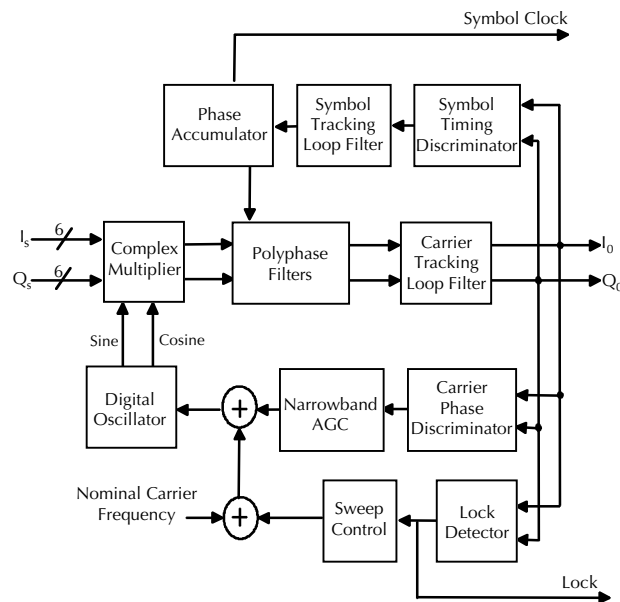 Symbol Clock
Phase
Accumulator
Symbol
Tracking
Loop Filter
Symbol
Timing
Discriminator
Is
6
Qs
6
Complex
Multiplier
Polyphase
Filters
Carrier
Tracking
Loop Filter
I0
Q0
Sine
Cosine
Digital
Oscillator
+
Narrowband
AGC
Carrier
Phase
Discriminator
Nominal Carrier
Frequency
+
Sweep
Control
Lock
Detector
Lock